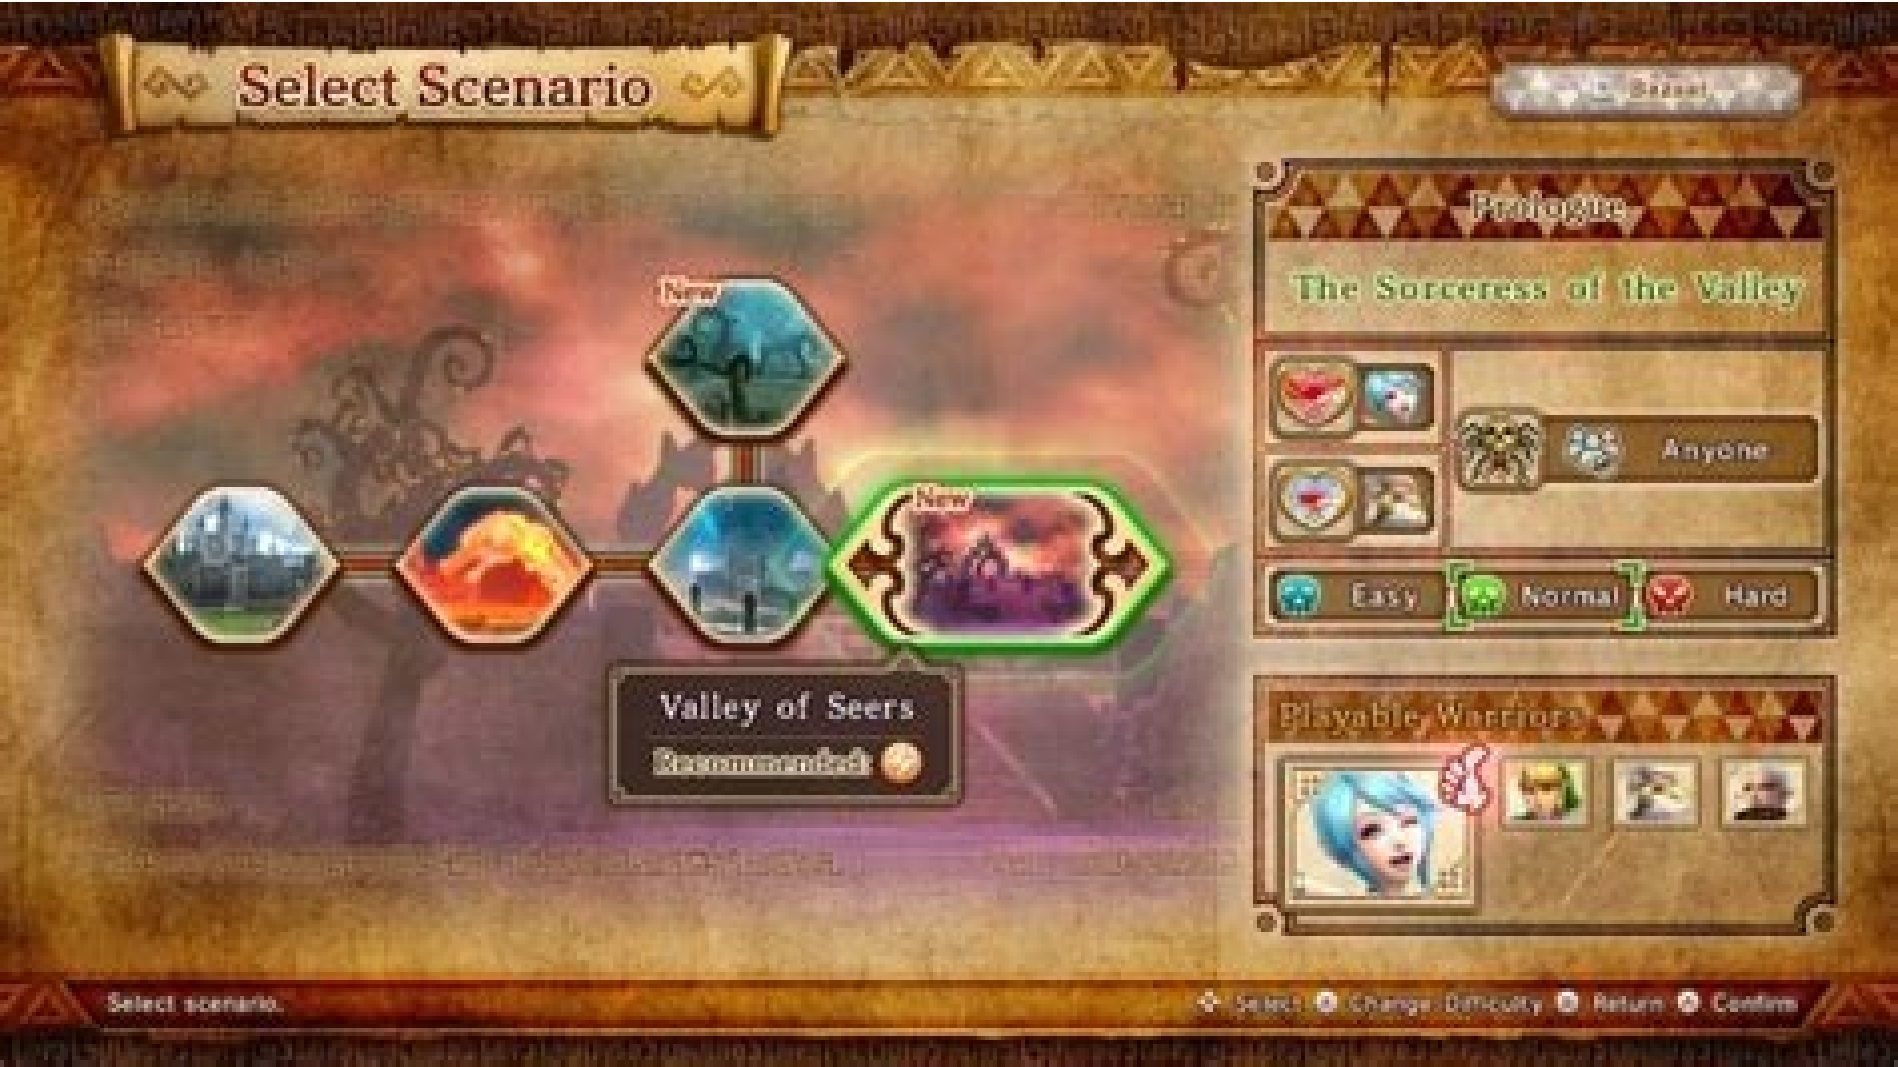 Select Scenario
Bazaar
Prologue
The Sorceress of the Valley
New
Anyone
New
Easy
Normal
Hard
Valley of Seers
Recommended:
Playable Warriors
Select scenario.
Select
Change Difficulty
Return
Confirm